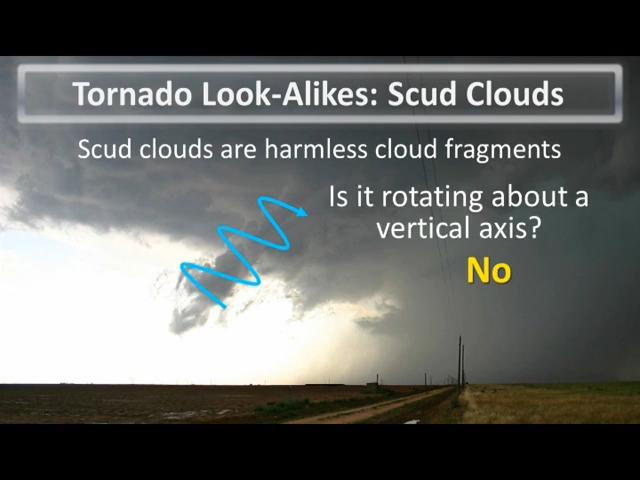 Tornado Look-Alikes: Scud Clouds
Scud clouds are harmless cloud fragments
Is it rotating about a
vertical axis?
No